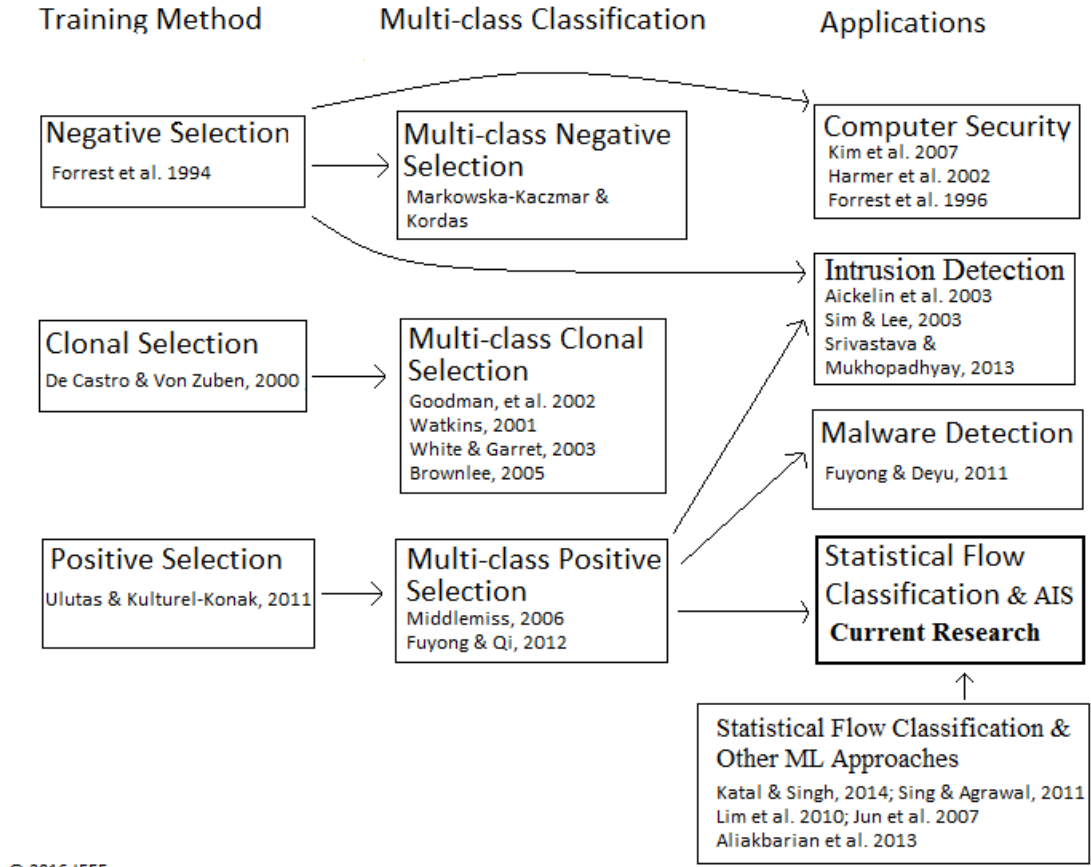 Training Method
Multi-class Classification
Applications
Negative Selection
Forrest et al. 1994
Multi-class Negative
Selection
Markowska-Kaczmar &
Kordas
Computer Security
Kim et al. 2007
Harmer et al. 2002
Forrest et al. 1996
Intrusion Detection
Aickelin et al. 2003
Sim & Lee, 2003
Srivastava &
Mukhopadhyay, 2013
Clonal Selection
De Castro & Von Zuben, 2000
Multi-class Clonal
Selection
Goodman, et al. 2002
Watkins, 2001
White & Garret, 2003
Brownlee, 2005
Malware Detection
Fuyong & Deyu, 2011
Positive Selection
Ulutas & Kulturel-Konak, 2011
Multi-class Positive
Selection
Middlemiss, 2006
Fuyong & Qi, 2012
Statistical Flow
Classification & AIS
Current Research
Statistical Flow Classification &
Other ML Approaches
Katal & Singh, 2014; Sing & Agrawal, 2011
Lim et al. 2010; Jun et al. 2007
Aliakbarian et al. 2013
© 2016 IEEE